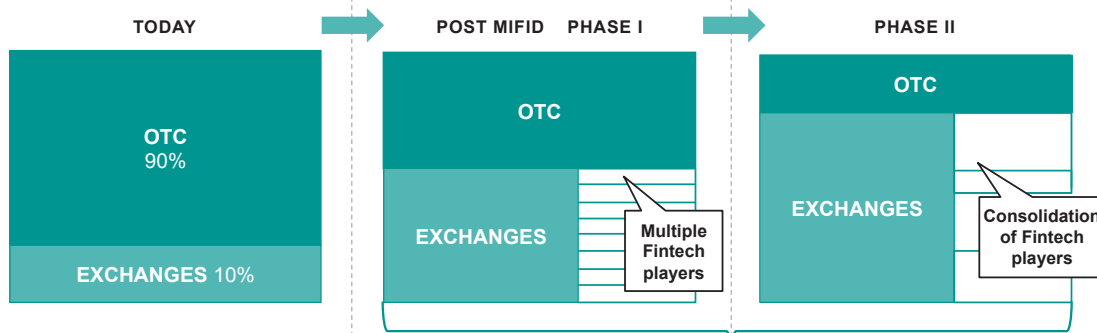 TODAY
POST MIFID PHASE I
PHASE II
OTC
90%
EXCHANGES 10%
OTC
EXCHANGES
Multiple
Fintech
players
OTC
EXCHANGES
Consolidation
of Fintech
players